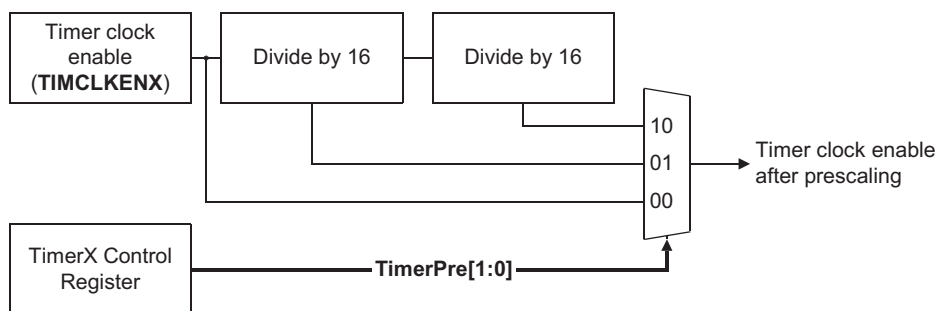 Timer clock
enable
(TIMCLKENX)
Divide by 16
Divide by 16
10
01
00
Timer clock enable
after prescaling
TimerX Control
Register
TimerPre[1:0]